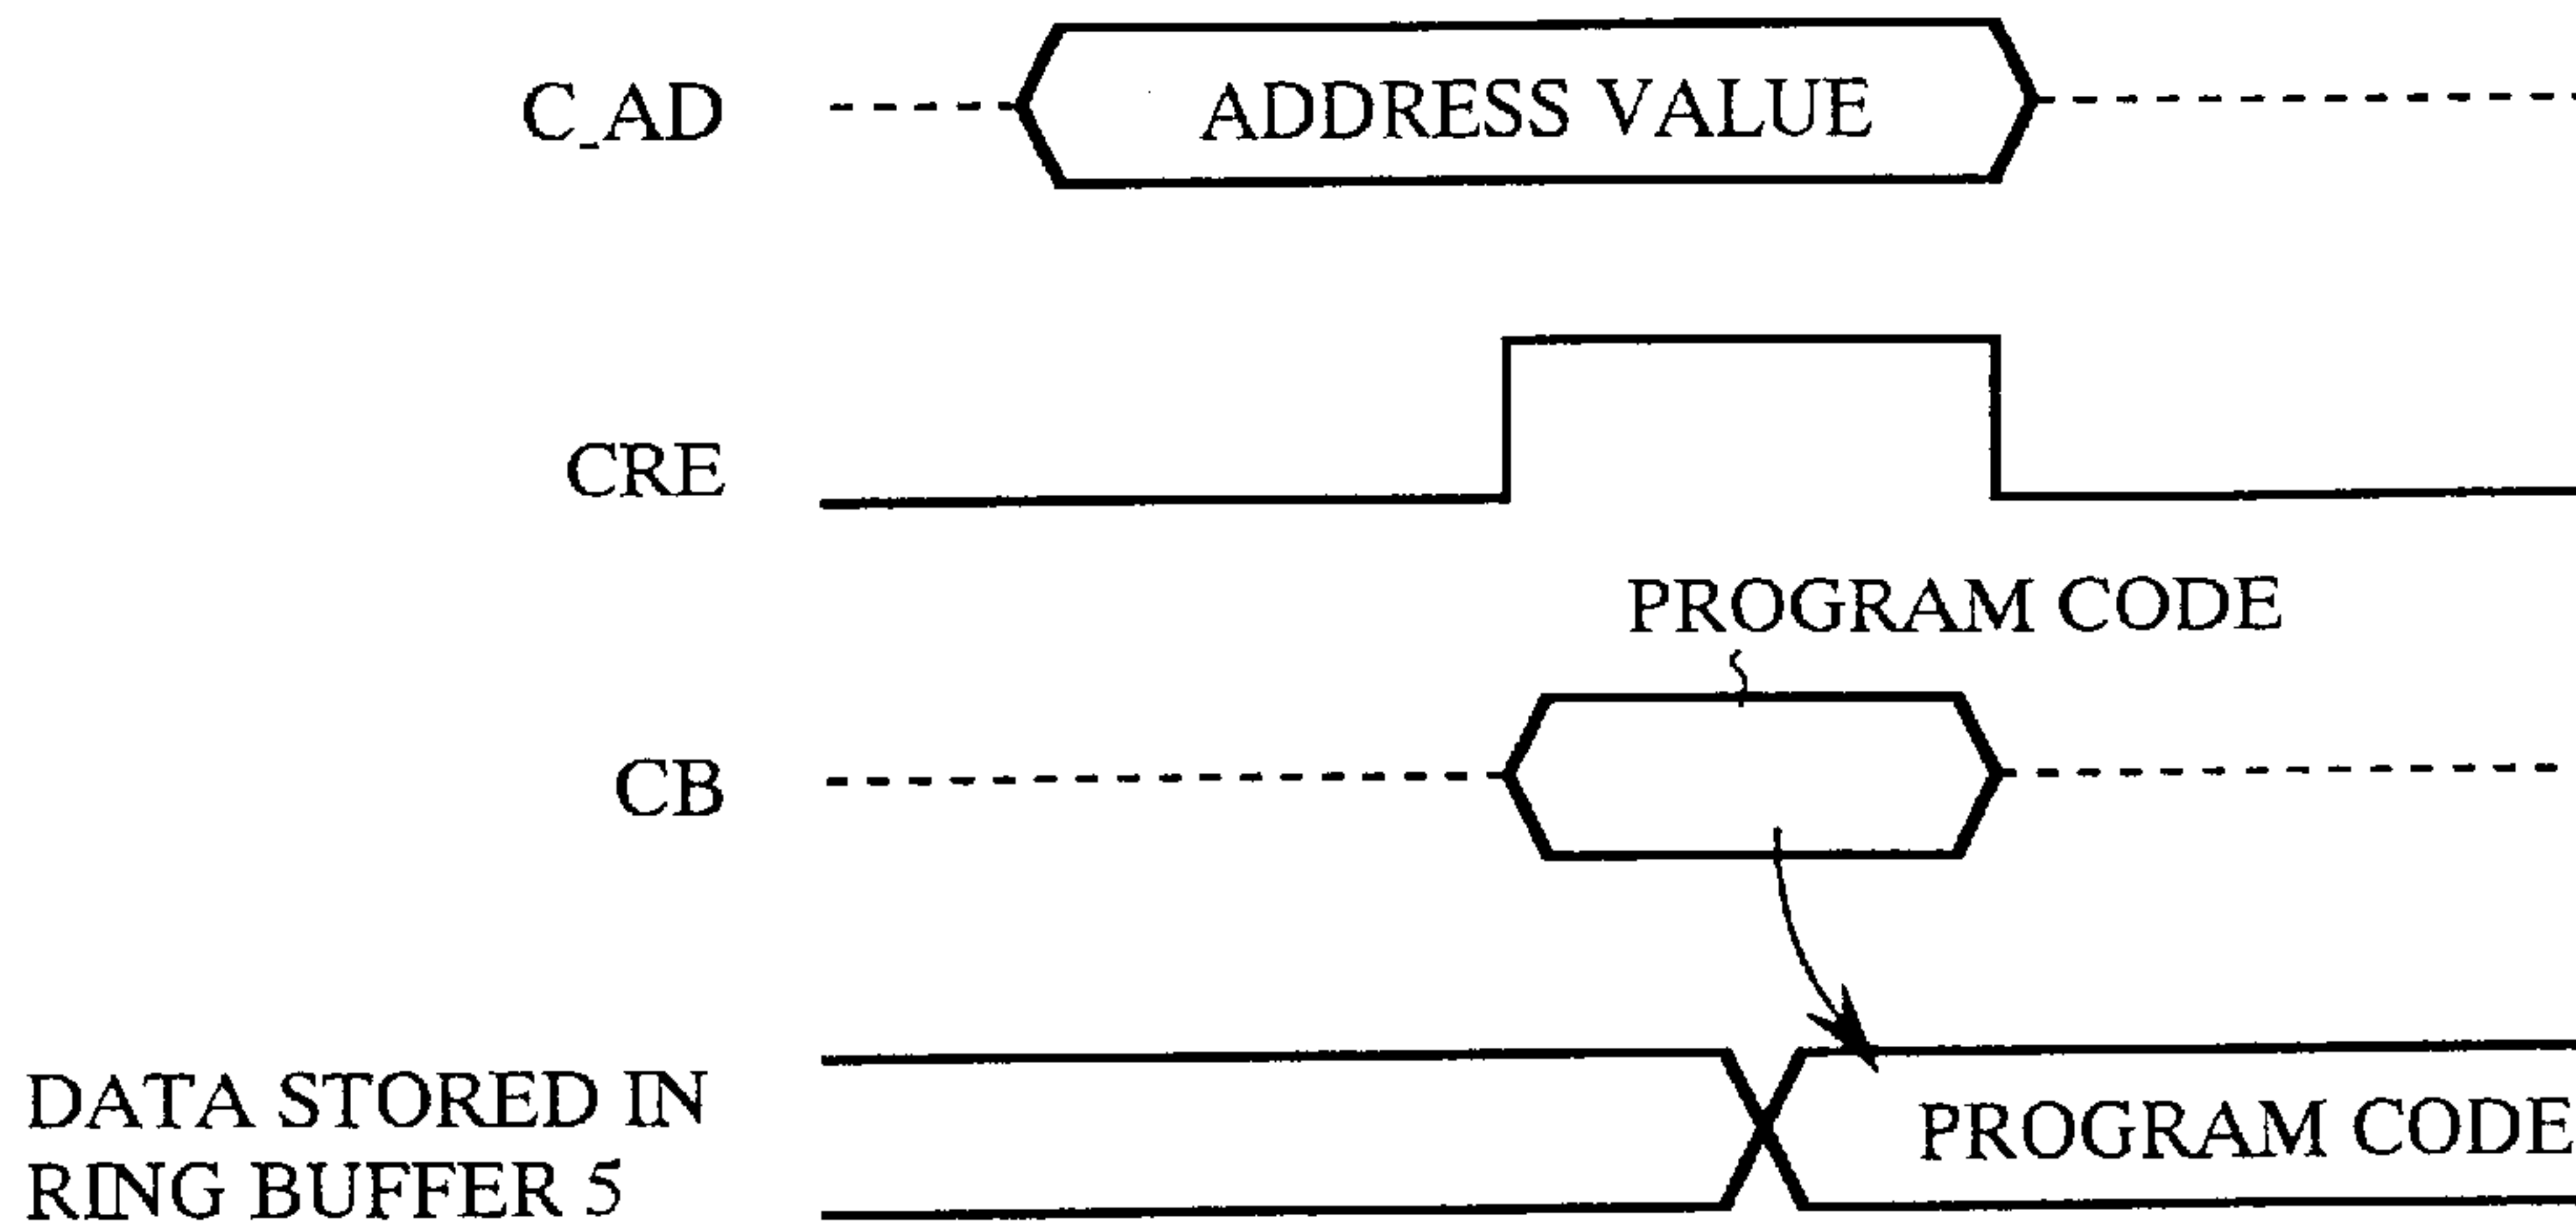 C_AD
ADDRESS VALUE
CRE
PROGRAM CODE
CB
DATA STORED IN
RING BUFFER 5
PROGRAM CODE